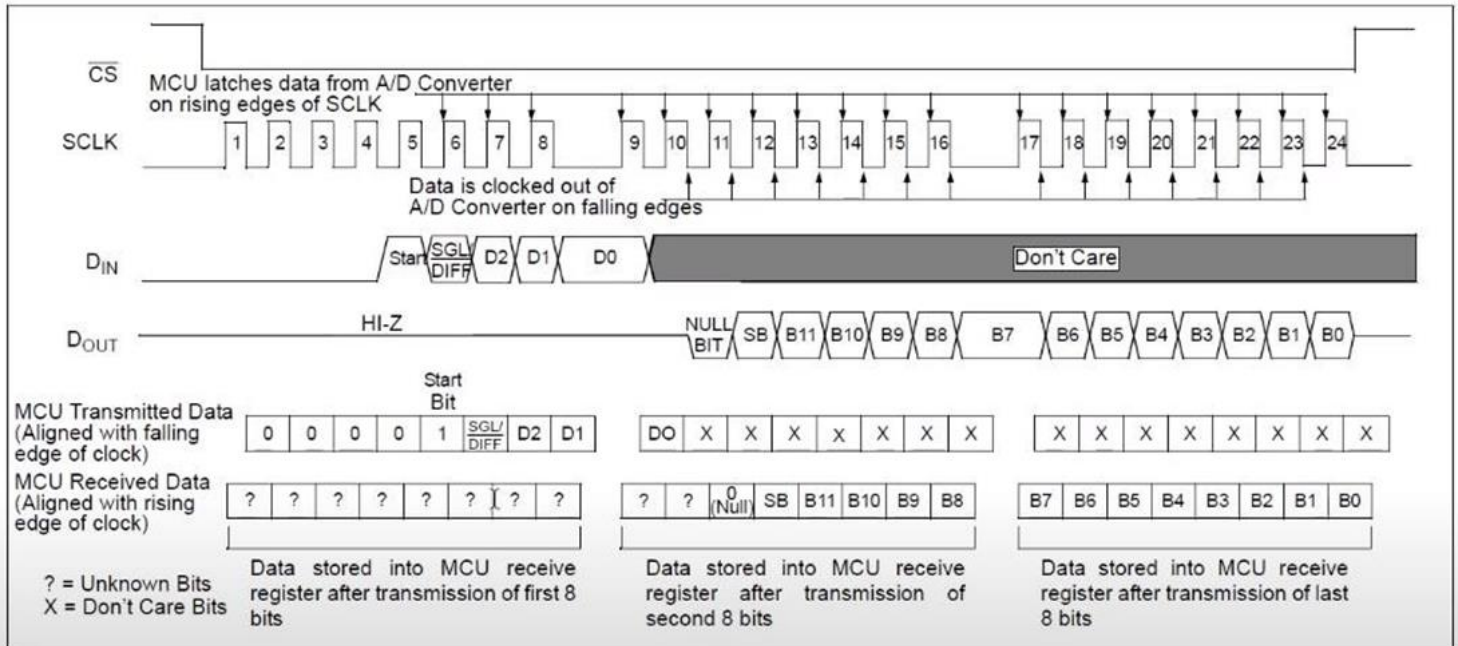 CS
MCU latches data from A/D Converter
on rising edges of SCLK
SCLK
1 2 3 4 5 6 7 8 9 10 11 12 13 14 15 16 17 18 19 20 21 22 23 24
Data is clocked out of
A/D Converter on falling edges
DIN
Start SGL/DIFF D2 D1 D0 Don't Care
DOUT
HI-Z NULL BIT SB B11 B10 B9 B8 B7 B6 B5 B4 B3 B2 B1 B0
Start
Bit
MCU Transmitted Data
(Aligned with falling
edge of clock)
0 0 0 0 1 SGL/DIFF D2 D1 DO X X X X X X X X X X X X X X X
MCU Received Data
(Aligned with rising
edge of clock)
? ? ? ? ? ? ? ? ? ? 0 (Null) SB B11 B10 B9 B8 B7 B6 B5 B4 B3 B2 B1 B0
? = Unknown Bits
X = Don't Care Bits
Data stored into MCU receive
register after transmission of first 8
bits
Data stored into MCU receive
register after transmission of
second 8 bits
Data stored into MCU receive
register after transmission of last
8 bits